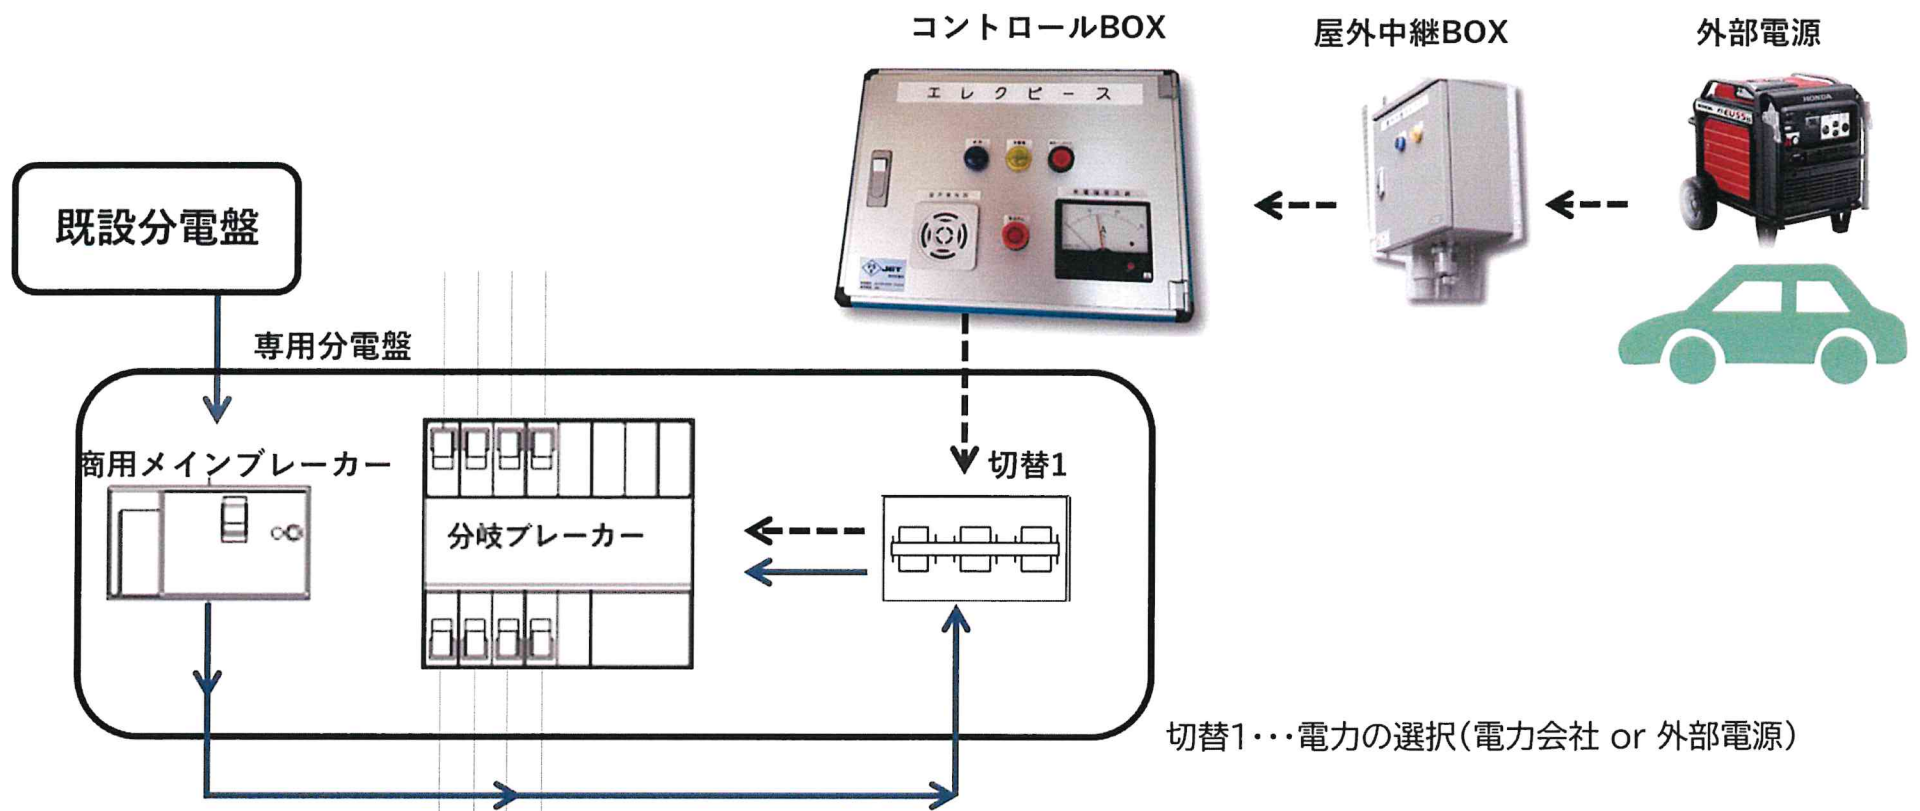 コントロールBOX
屋外中継BOX
外部電源
エレクピース
HONDA
既設分電盤
JET
専用分電盤
商用メインブレーカー
切替1
分岐ブレーカー
切替1･･･電力の選択(電力会社 or 外部電源)